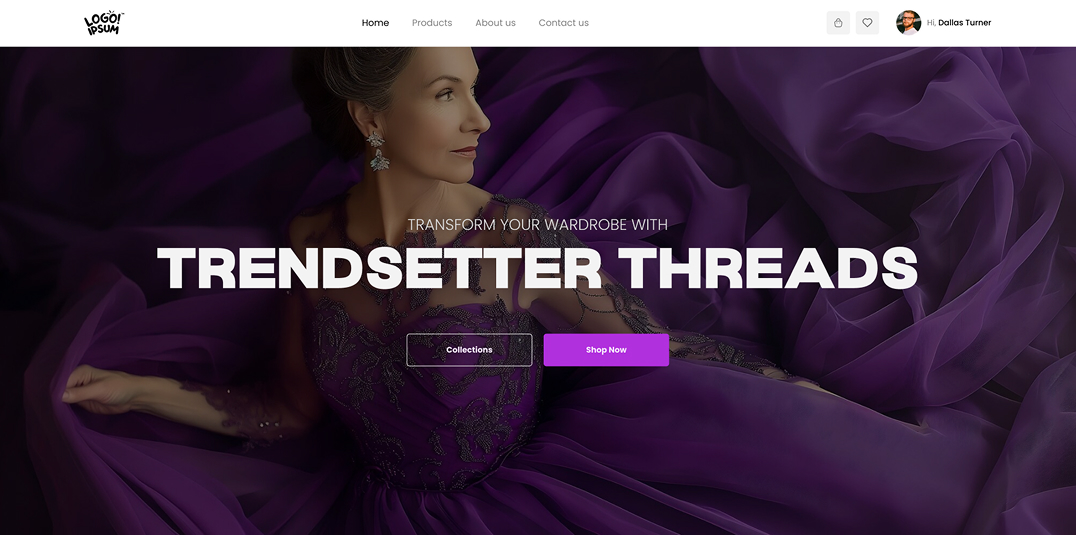 LOGO! IPSUM
Home Products About us Contact us Hi, Dallas Turner
TRANSFORM YOUR WARDROBE WITH
TRENDSETTER THREADS
Collections Shop Now